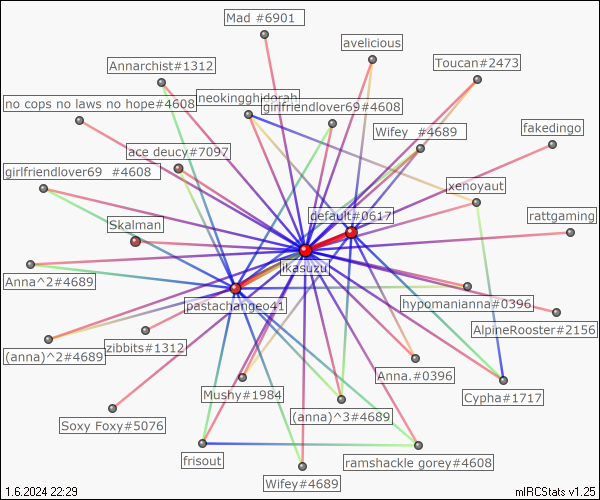 Mad #6901
avelicious
Annarchist#1312
Toucan#2473
no cops no laws no hope#4608
neokingghidorah
girlfriendlover69#4608
Wifey #4689
fakedingo
ace deucy#7097
girlfriendlover69 #4608
xenoyaut
default#0617
Skalman
rattgaming
ikasuzu
Anna^2#4689
hypomanianna#0396
pastachange041
AlpineRooster#2156
(anna)^2#4689
zibbits#1312
Anna.#0396
Mushy#1984
Cypha#1717
(anna)^3#4689
Soxy Foxy#5076
frisout
ramshackle gorey#4608
Wifey#4689
1.6.2024 22:29
mIRCStats v1.25